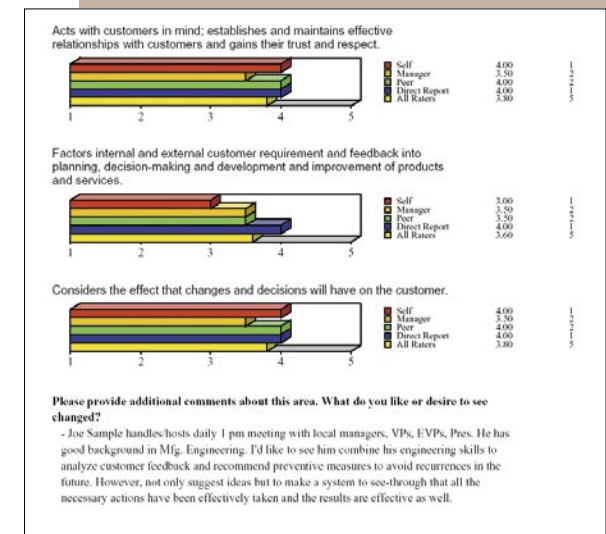 Acts with customers in mind; establishes and maintains effective
relationships with customers and gains their trust and respect.
Self 4.00 1
Manager 3.50 2
Peer 4.00 2
Direct Report 4.00 1
All Raters 3.80 5
1 2 3 4 5
Factors internal and external customer requirement and feedback into
planning, decision-making and development and improvement of products
and services.
Self 3.00 1
Manager 3.50 2
Peer 3.50 2
Direct Report 4.00 1
All Raters 3.60 5
1 2 3 4 5
Considers the effect that changes and decisions will have on the customer.
Self 4.00 1
Manager 3.50 2
Peer 4.00 2
Direct Report 4.00 1
All Raters 3.80 5
1 2 3 4 5
Please provide additional comments about this area. What do you like or desire to see
changed?
- Joe Sample handles/hosts daily 1 pm meeting with local managers, VPs, EVPs, Pres. He has
good background in Mfg. Engineering. I'd like to see him combine his engineering skills to
analyze customer feedback and recommend preventive measures to avoid recurrences in the
future. However, not only suggest ideas but to make a system to see-through that all the
necessary actions have been effectively taken and the results are effective as well.